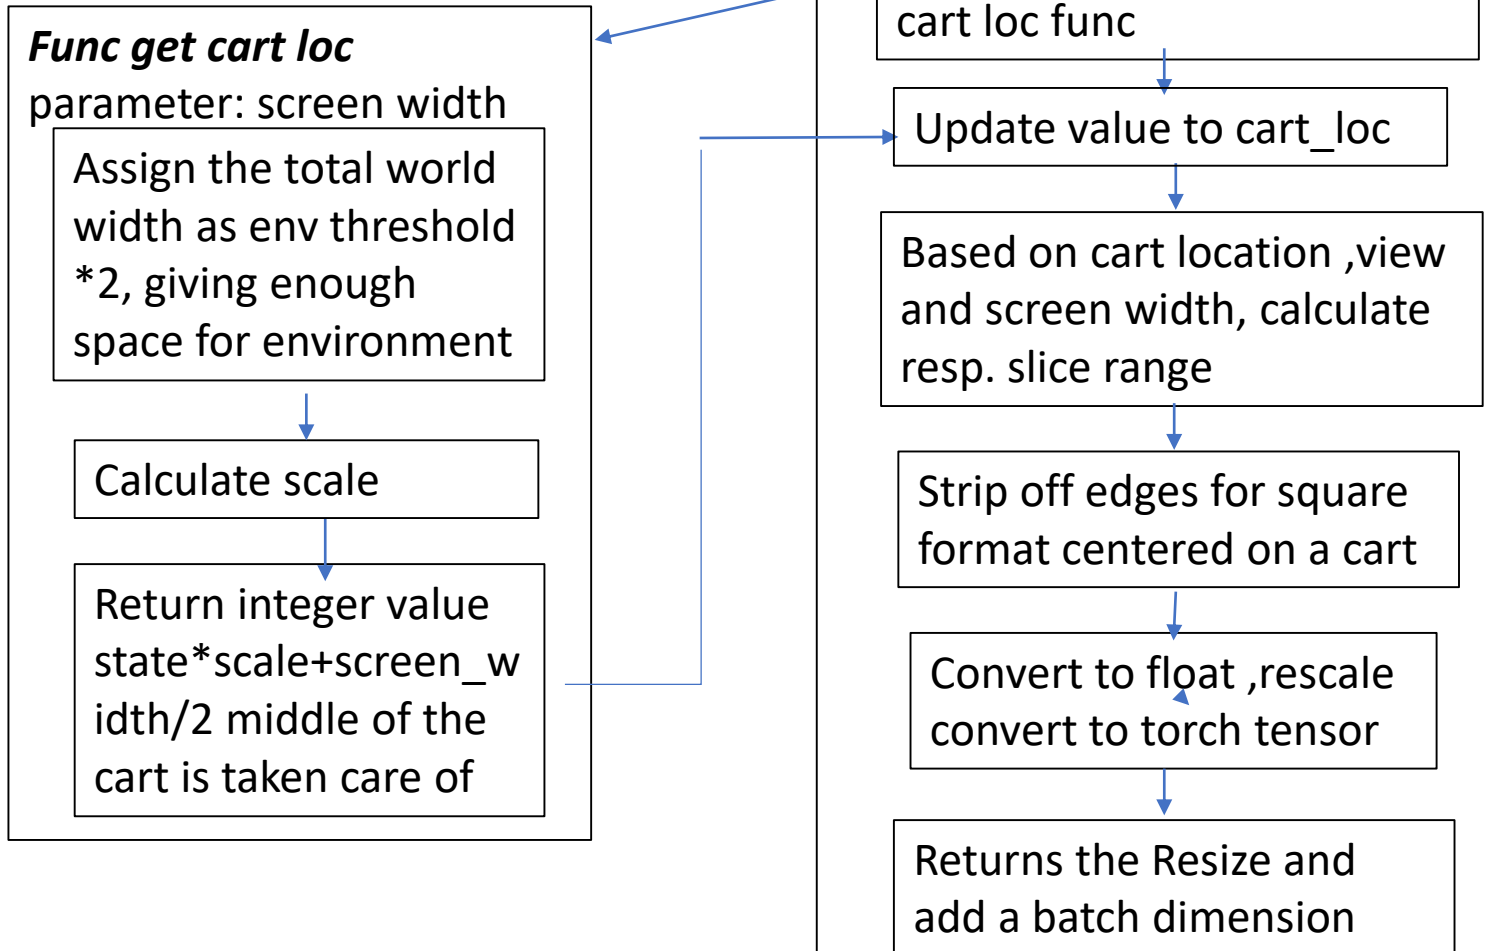 Func get cart loc
parameter: screen width
Assign the total world
width as env threshold
*2, giving enough
space for environment
Calculate scale
Return integer value
state*scale+screen_w
idth/2 middle of the
cart is taken care of
cart loc func
Update value to cart_loc
Based on cart location ,view
and screen width, calculate
resp. slice range
Strip off edges for square
format centered on a cart
Convert to float ,rescale
convert to torch tensor
Returns the Resize and
add a batch dimension